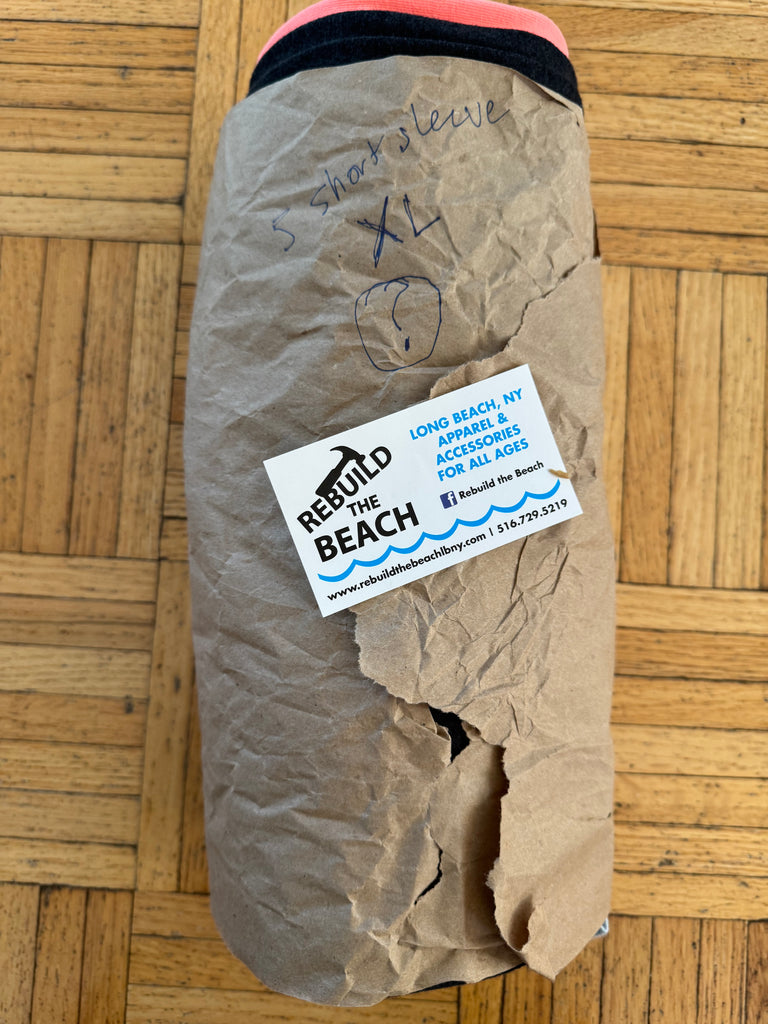 5 short sleeve
XL
?
REBUILD
THE
BEACH
LONG BEACH, NY
APPAREL &
ACCESSORIES
FOR ALL AGES
f Rebuild the Beach
www.rebuildthebeachlbny.com | 516.729.5219